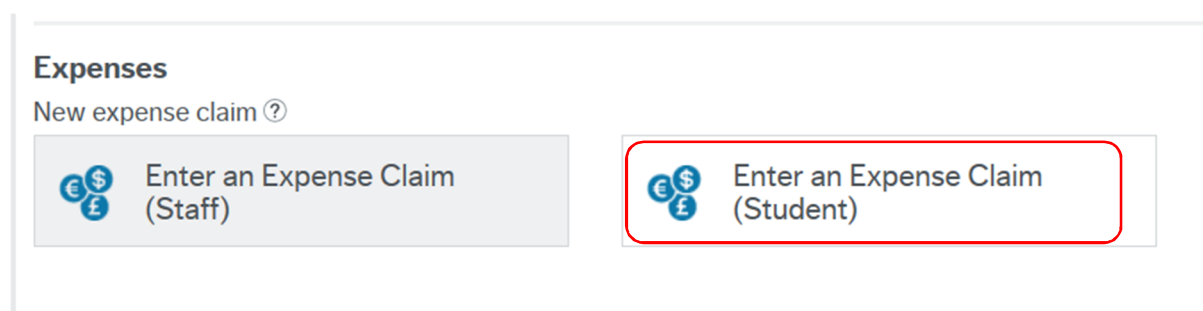 Expenses
New expense claim ?
Enter an Expense Claim
(Staff)
Enter an Expense Claim
(Student)